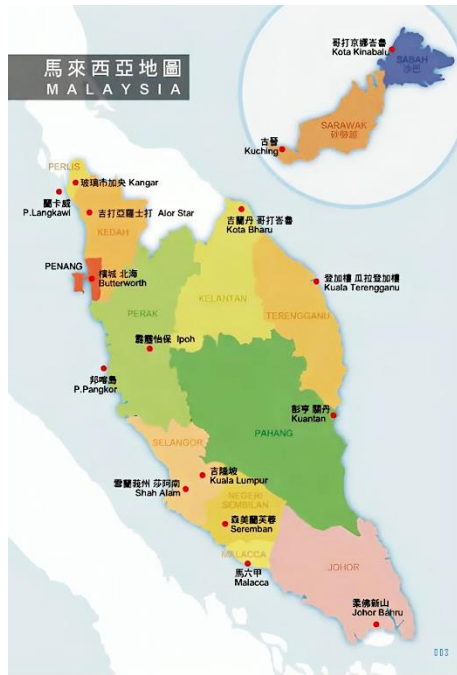 馬來西亞地圖
MALAYSIA
哥打京娜峇魯
Kota Kinabalu
SABAH
沙巴
SARAWAK
砂勞越
古晉
Kuching
PERLIS
玻璃市加央 Kangar
蘭卡威
P.Langkawi
吉打亞羅士打 Alor Star
KEDAH
吉蘭丹 哥打峇魯
Kota Bharu
PENANG
檳城 北海
Butterworth
登加樓 瓜拉登加樓
Kuala Terengganu
KELANTAN
TERENGGANU
PERAK
霹靂怡保 Ipoh
邦喀島
P.Pangkor
彭亨 關丹
Kuantan
PAHANG
SELANGOR
吉隆坡
Kuala Lumpur
雪蘭莪州 莎阿南
Shah Alam
NEGERI
SEMBILAN
森美蘭芙蓉
Seremban
MALACCA
馬六甲
Malacca
JOHOR
柔佛新山
Johor Bahru